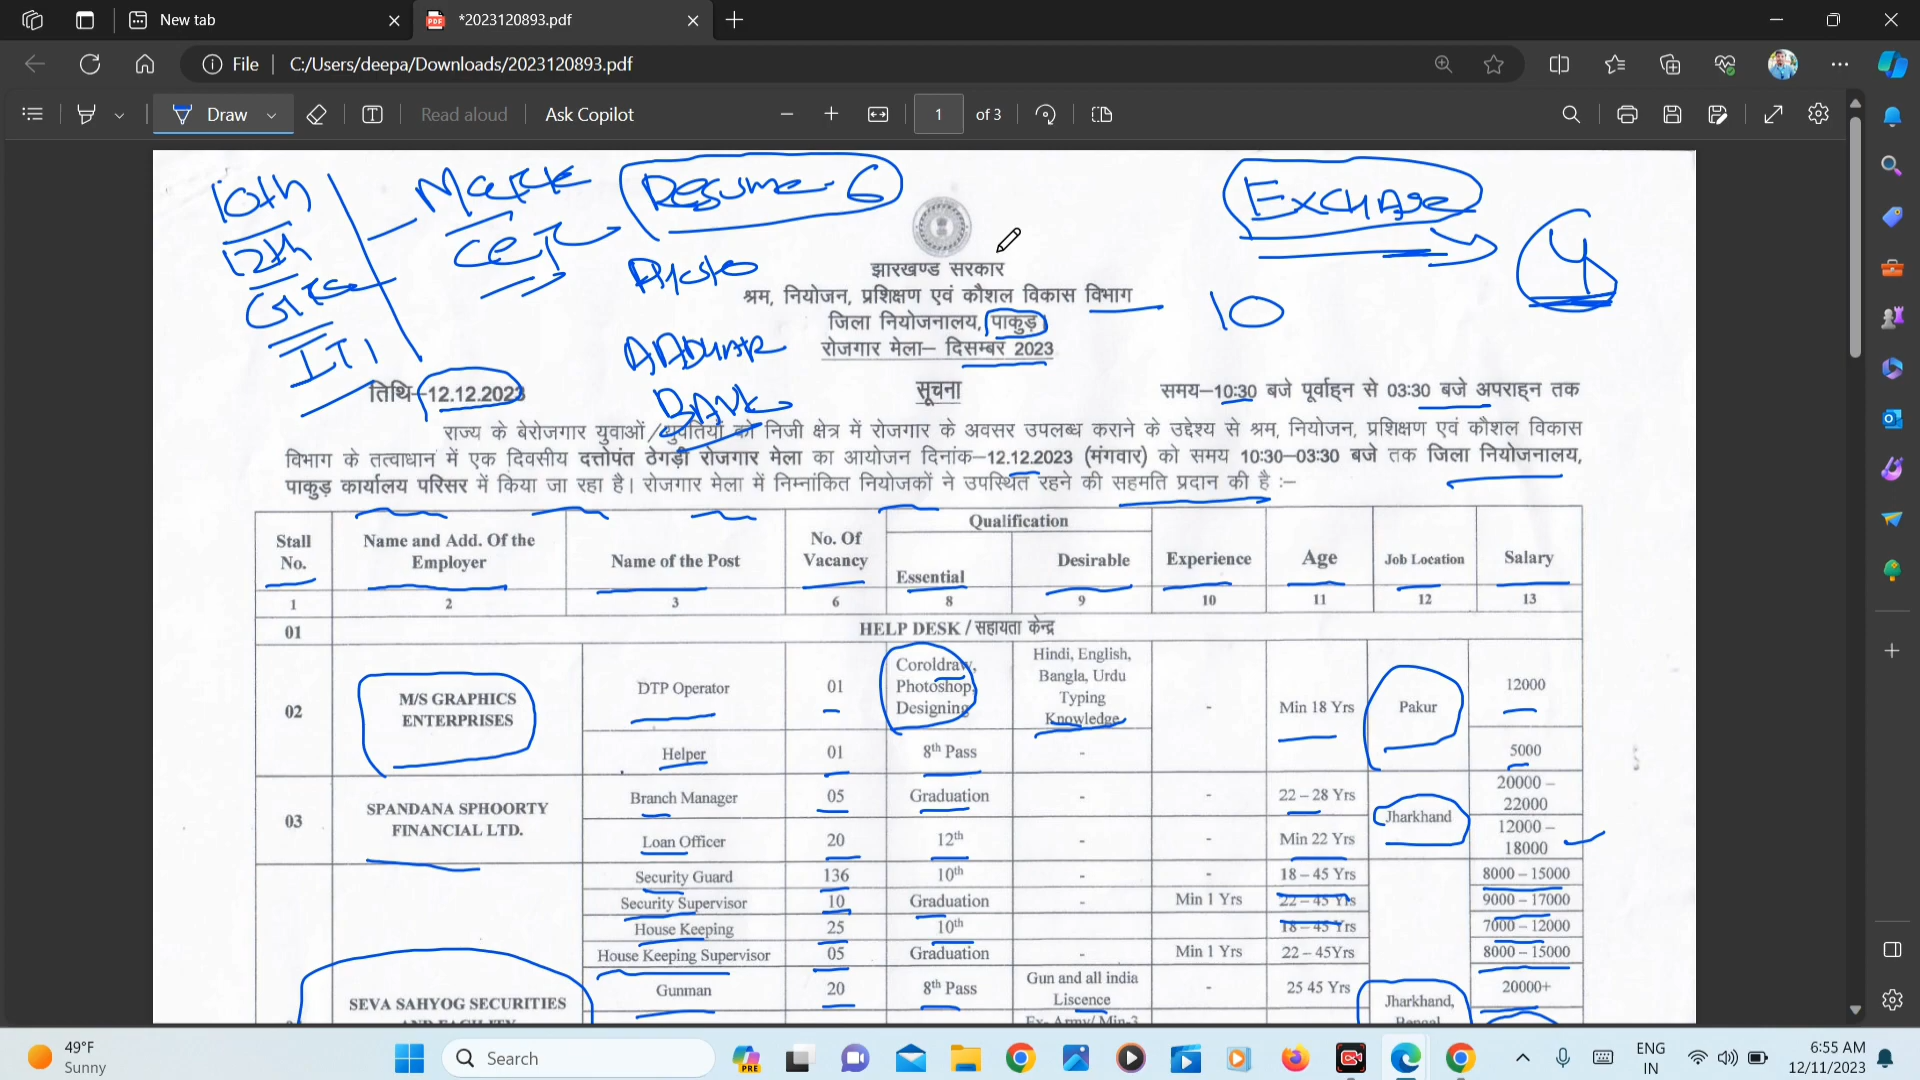 New tab
*2023120893.pdf
File
C:/Users/deepa/Downloads/2023120893.pdf
Draw
Read aloud
Ask Copilot
1 of 3
10th
Resume-6
12th
ITI
AADHAR
BANK
10
4
झारखण्ड सरकार
श्रम, नियोजन, प्रशिक्षण एवं कौशल विकास विभाग
जिला नियोजनालय, पाकुड़
रोजगार मेला– दिसम्बर 2023
तिथि–12.12.2023 सूचना समय–10:30 बजे पूर्वाहन से 03:30 बजे अपराह्न तक
राज्य के बेरोजगार युवाओं/युवतियों को निजी क्षेत्र में रोजगार के अवसर उपलब्ध कराने के उद्देश्य से श्रम, नियोजन, प्रशिक्षण एवं कौशल विकास
विभाग के तत्वाधान में एक दिवसीय दत्तोपंत ठेगड़ी रोजगार मेला का आयोजन दिनांक–12.12.2023 (मंगवार) को समय 10:30–03:30 बजे तक जिला नियोजनालय,
पाकुड़ कार्यालय परिसर में किया जा रहा है। रोजगार मेला में निम्नांकित नियोजकों ने उपस्थित रहने की सहमति प्रदान की है :–
Stall No. Name and Add. Of the Employer Name of the Post No. Of Vacancy Qualification Essential Desirable Experience Age Job Location Salary
1 2 3 6 8 9 10 11 12 13
01 HELP DESK / सहायता केन्द्र
02 M/S GRAPHICS ENTERPRISES DTP Operator 01 Coroldraw, Photoshop, Designing Hindi, English, Bangla, Urdu Typing Knowledge - Min 18 Yrs Pakur 12000
Helper 01 8th Pass - 5000
03 SPANDANA SPHOORTY FINANCIAL LTD. Branch Manager 05 Graduation - - 22 – 28 Yrs Jharkhand 20000 – 22000
Loan Officer 20 12th - - Min 22 Yrs 12000 – 18000
Security Guard 136 10th - - 18 – 45 Yrs 8000 – 15000
Security Supervisor 10 Graduation - Min 1 Yrs 22 – 45 Yrs 9000 – 17000
House Keeping 25 10th 18 – 45 Yrs 7000 – 12000
House Keeping Supervisor 05 Graduation - Min 1 Yrs 22 – 45Yrs 8000 – 15000
SEVA SAHYOG SECURITIES Gunman 20 8th Pass Gun and all india Liscence - 25 45 Yrs Jharkhand, 20000+
49°F
Sunny
Search
PRE
ENG
IN
6:55 AM
12/11/2023